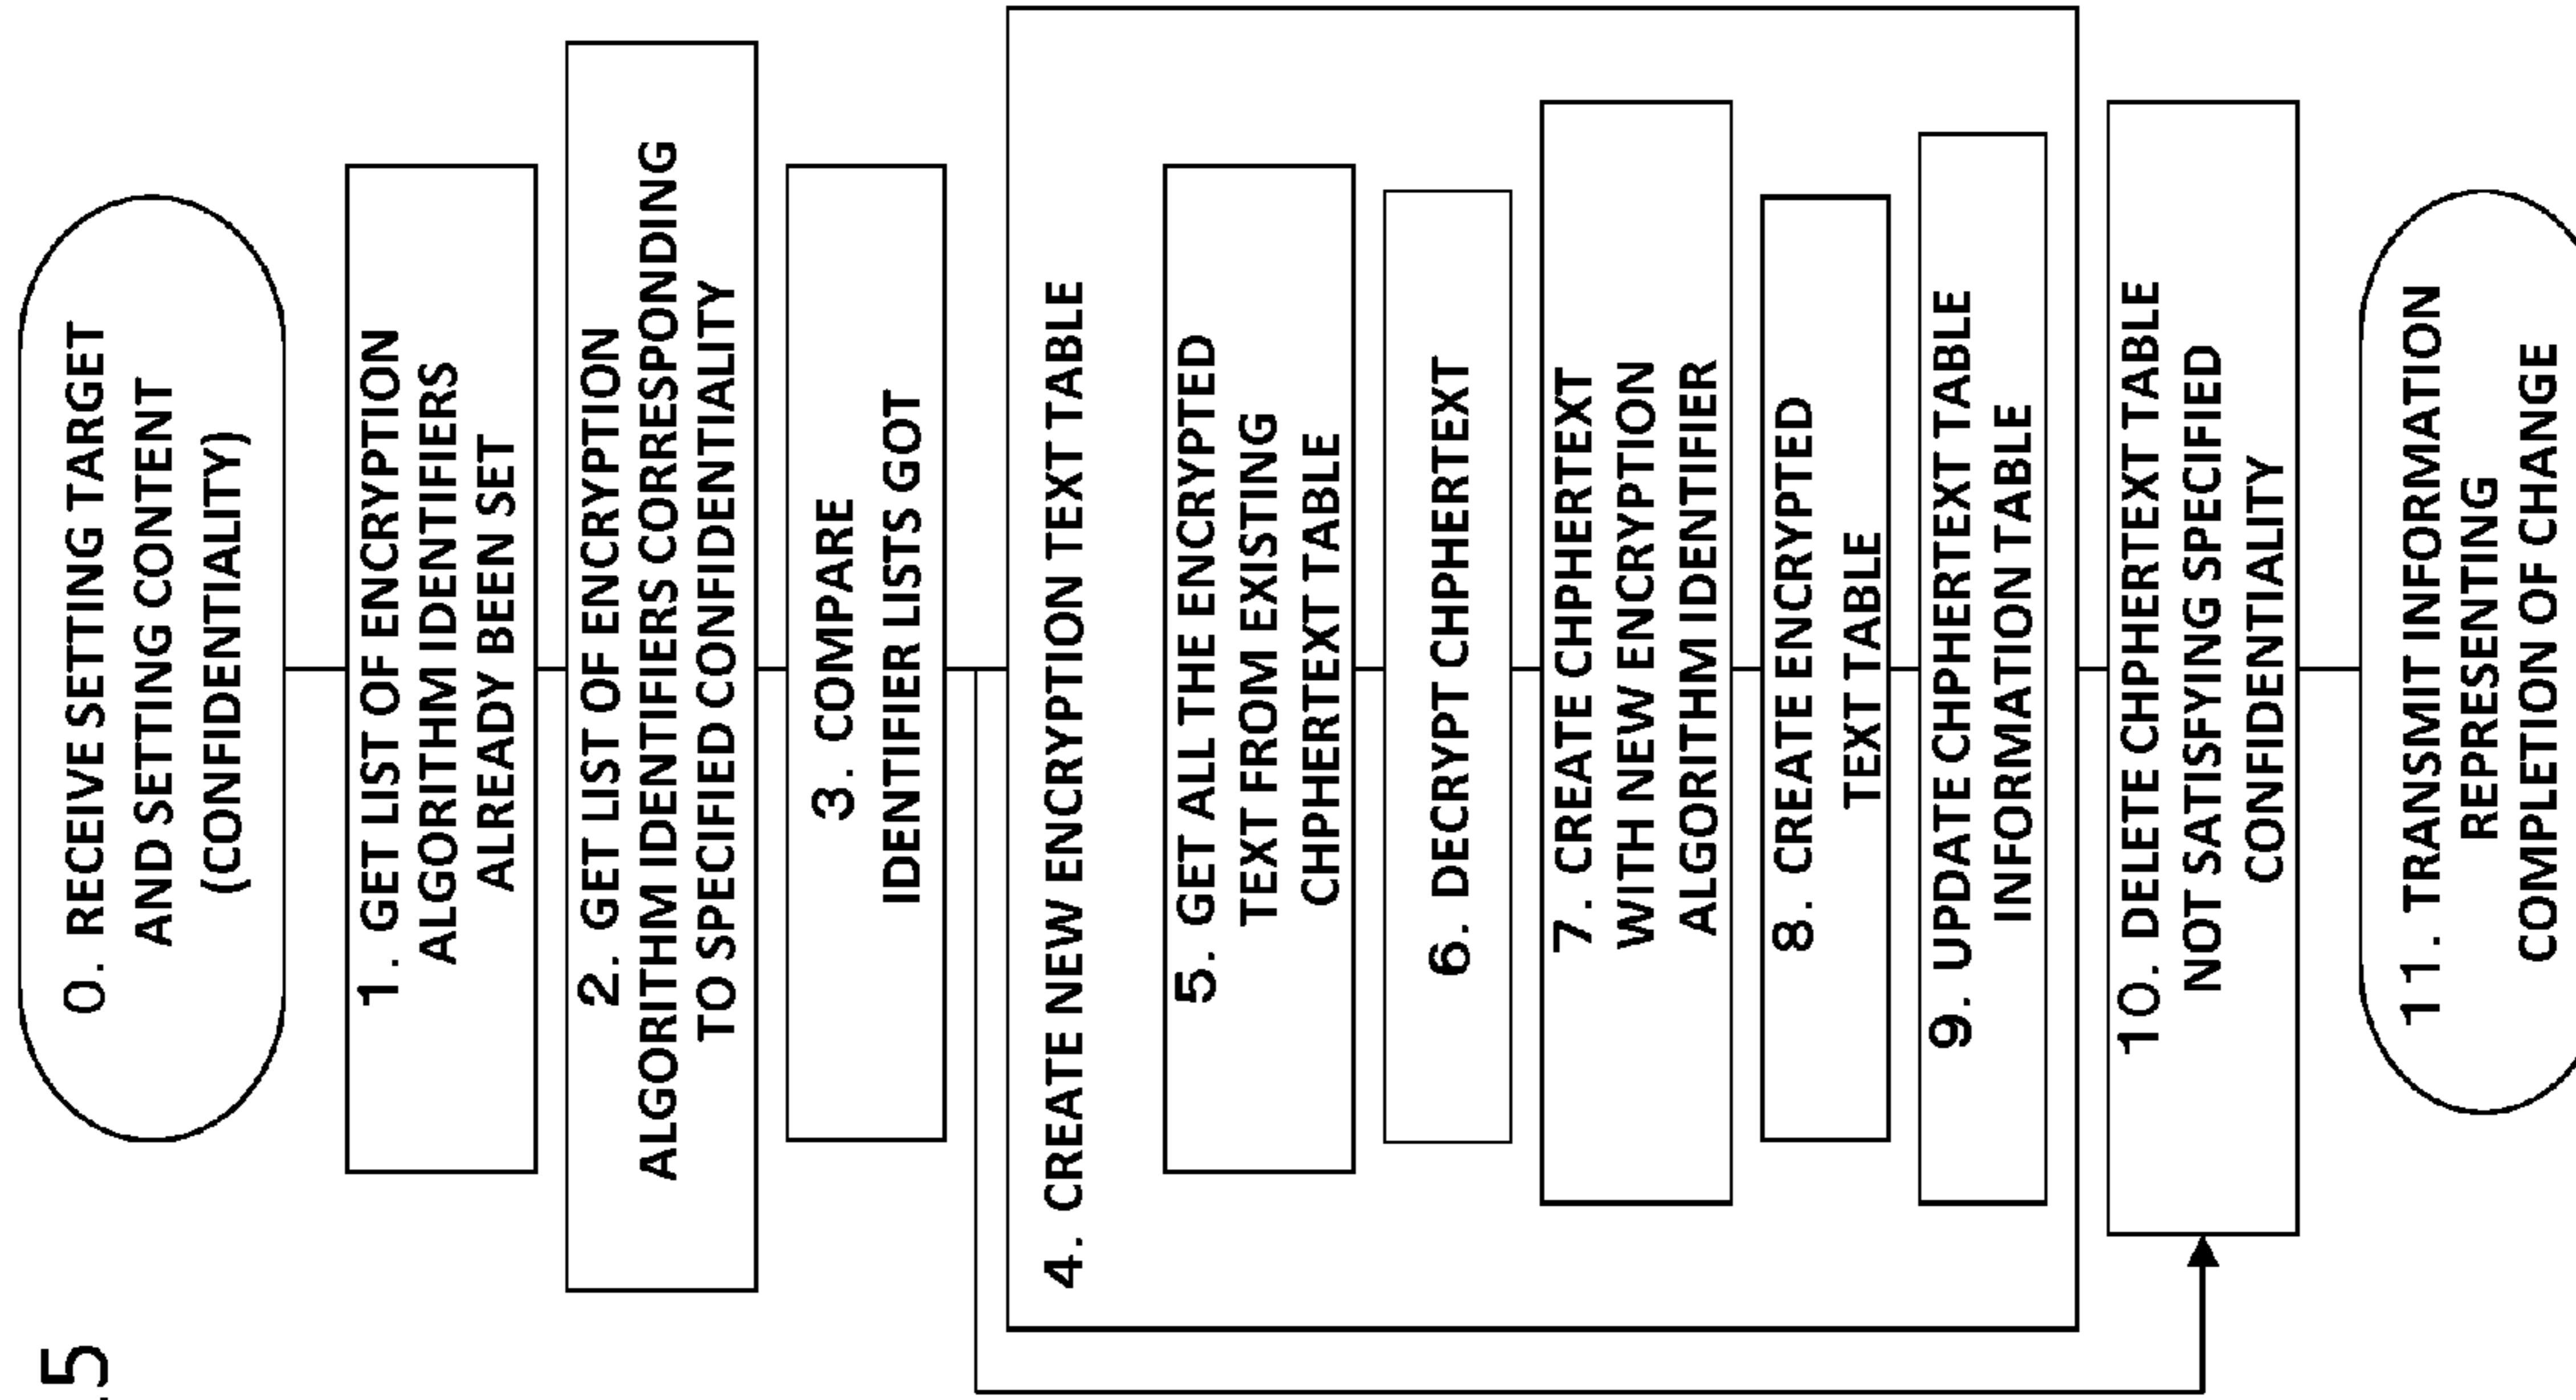 .5
0. RECEIVE SETTING TARGET
AND SETTING CONTENT
(CONFIDENTIALITY)
1. GET LIST OF ENCRYPTION
ALGORITHM IDENTIFIERS
ALREADY BEEN SET
2. GET LIST OF ENCRYPTION
ALGORITHM IDENTIFIERS CORRESPONDING
TO SPECIFIED CONFIDENTIALITY
3. COMPARE
IDENTIFIER LISTS GOT
4. CREATE NEW ENCRYPTION TEXT TABLE
5. GET ALL THE ENCRYPTED
TEXT FROM EXISTING
CHPHERTEXT TABLE
6. DECRYPT CHPHERTEXT
7. CREATE CHPHERTEXT
WITH NEW ENCRYPTION
ALGORITHM IDENTIFIER
8. CREATE ENCRYPTED
TEXT TABLE
9. UPDATE CHPHERTEXT TABLE
INFORMATION TABLE
10. DELETE CHPHERTEXT TABLE
NOT SATISFYING SPECIFIED
CONFIDENTIALITY
11. TRANSMIT INFORMATION
REPRESENTING
COMPLETION OF CHANGE